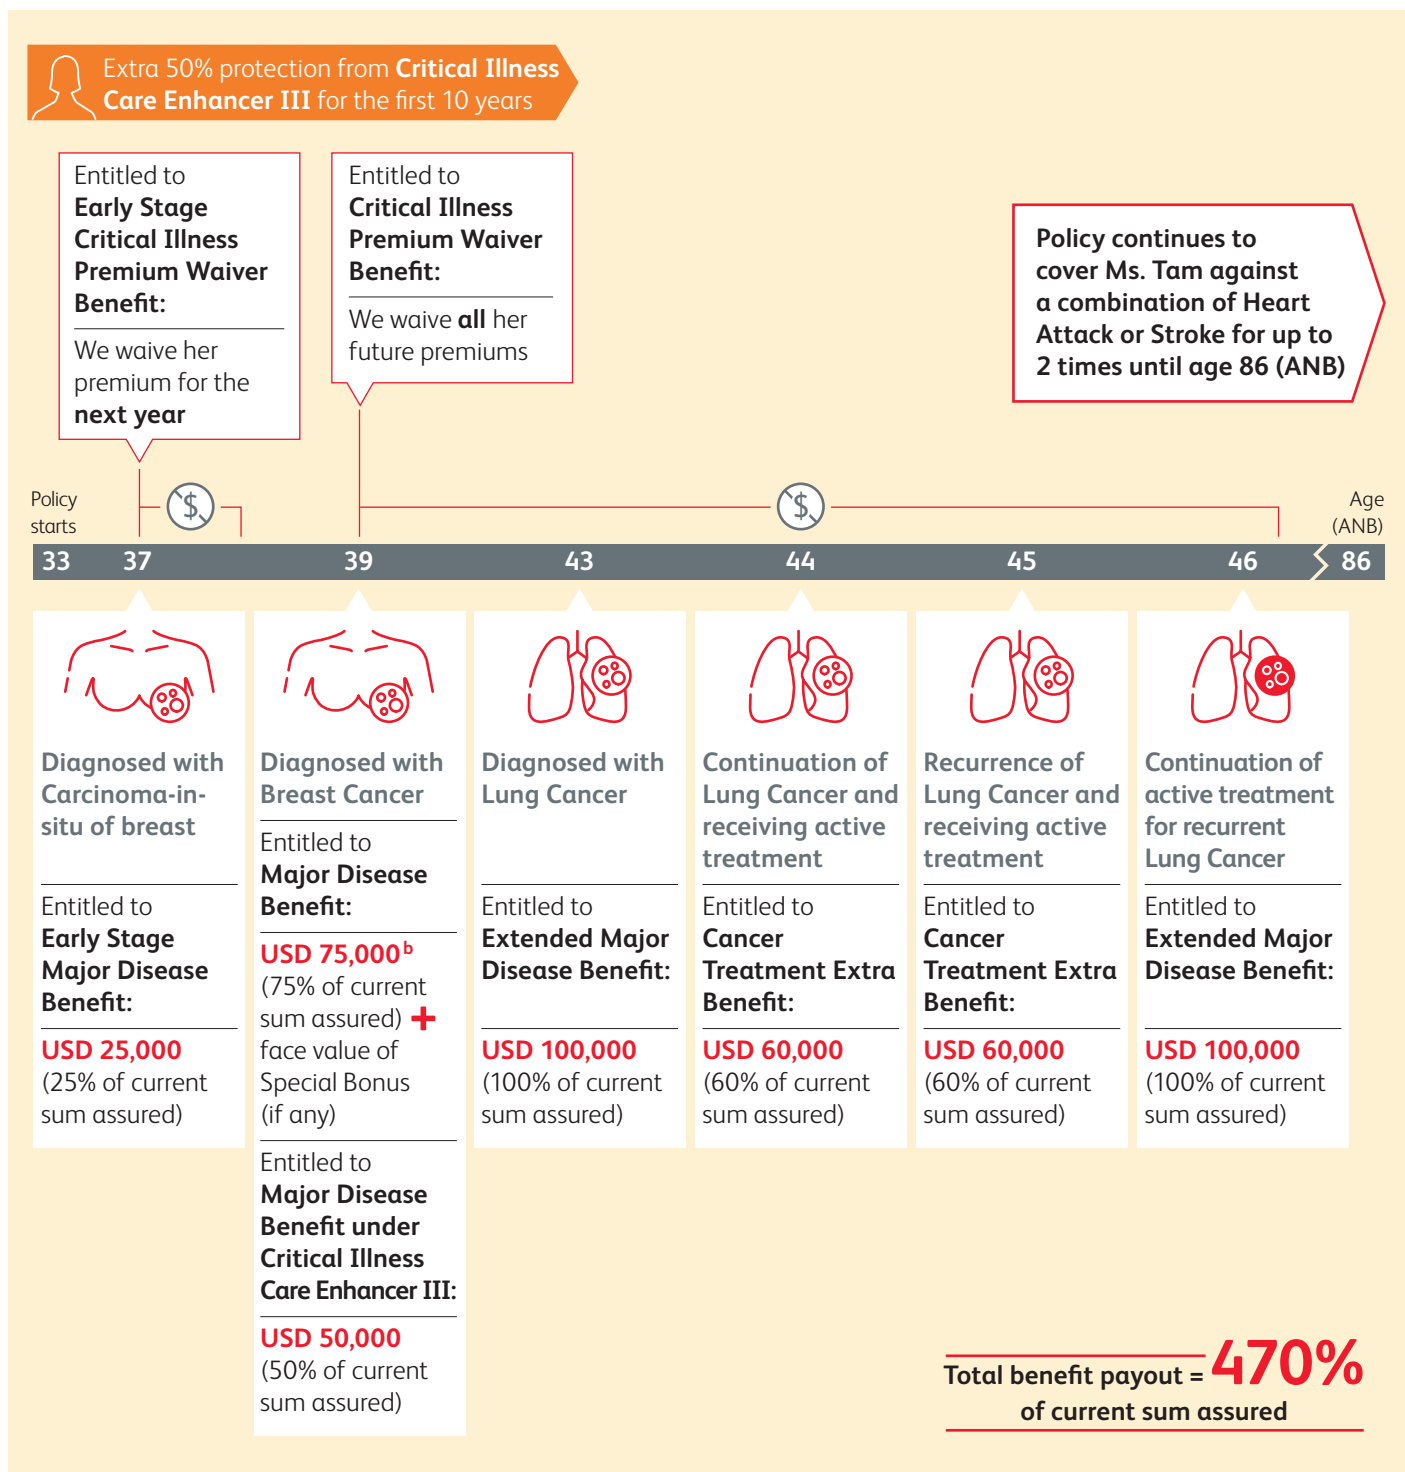 Extra 50% protection from Critical Illness
Care Enhancer III for the first 10 years
Entitled to
Early Stage
Critical Illness
Premium Waiver
Benefit:
We waive her
premium for the
next year
Entitled to
Critical Illness
Premium Waiver
Benefit:
We waive all her
future premiums
Policy continues to
cover Ms. Tam against
a combination of Heart
Attack or Stroke for up to
2 times until age 86 (ANB)
Policy
starts
$
$
Age
(ANB)
33 37 39 43 44 45 46 86
Diagnosed with
Carcinoma-in-
situ of breast
Entitled to
Early Stage
Major Disease
Benefit:
USD 25,000
(25% of current
sum assured)
Diagnosed with
Breast Cancer
Entitled to
Major Disease
Benefit:
USD 75,000b
(75% of current
sum assured) +
face value of
Special Bonus
(if any)
Entitled to
Major Disease
Benefit under
Critical Illness
Care Enhancer III:
USD 50,000
(50% of current
sum assured)
Diagnosed with
Lung Cancer
Entitled to
Extended Major
Disease Benefit:
USD 100,000
(100% of current
sum assured)
Continuation of
Lung Cancer and
receiving active
treatment
Entitled to
Cancer
Treatment Extra
Benefit:
USD 60,000
(60% of current
sum assured)
Recurrence of
Lung Cancer and
receiving active
treatment
Entitled to
Cancer
Treatment Extra
Benefit:
USD 60,000
(60% of current
sum assured)
Continuation of
active treatment
for recurrent
Lung Cancer
Entitled to
Extended Major
Disease Benefit:
USD 100,000
(100% of current
sum assured)
Total benefit payout = 470%
of current sum assured